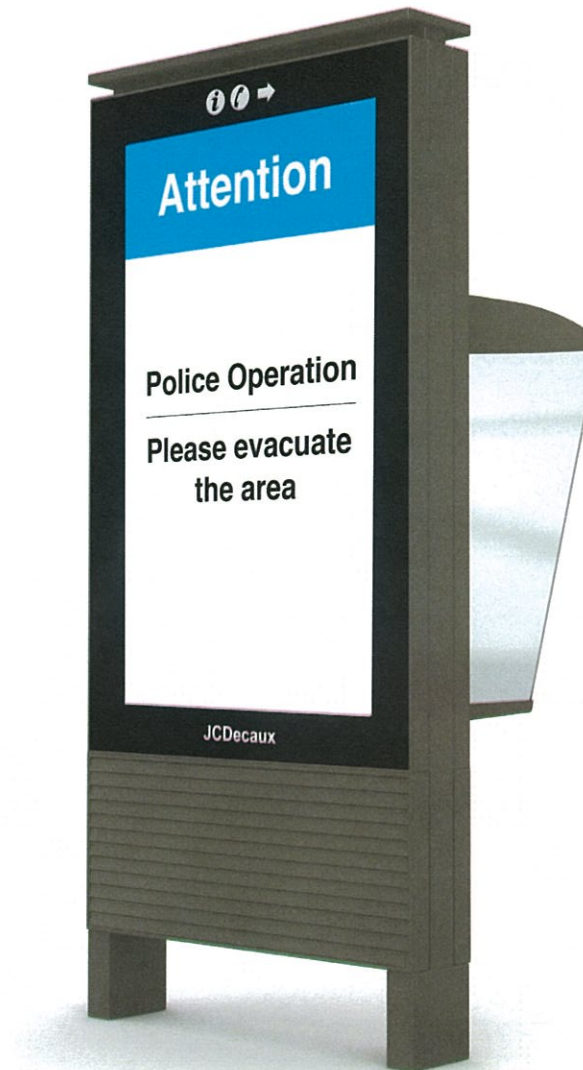 Attention
Police Operation
Please evacuate
the area
JCDecaux